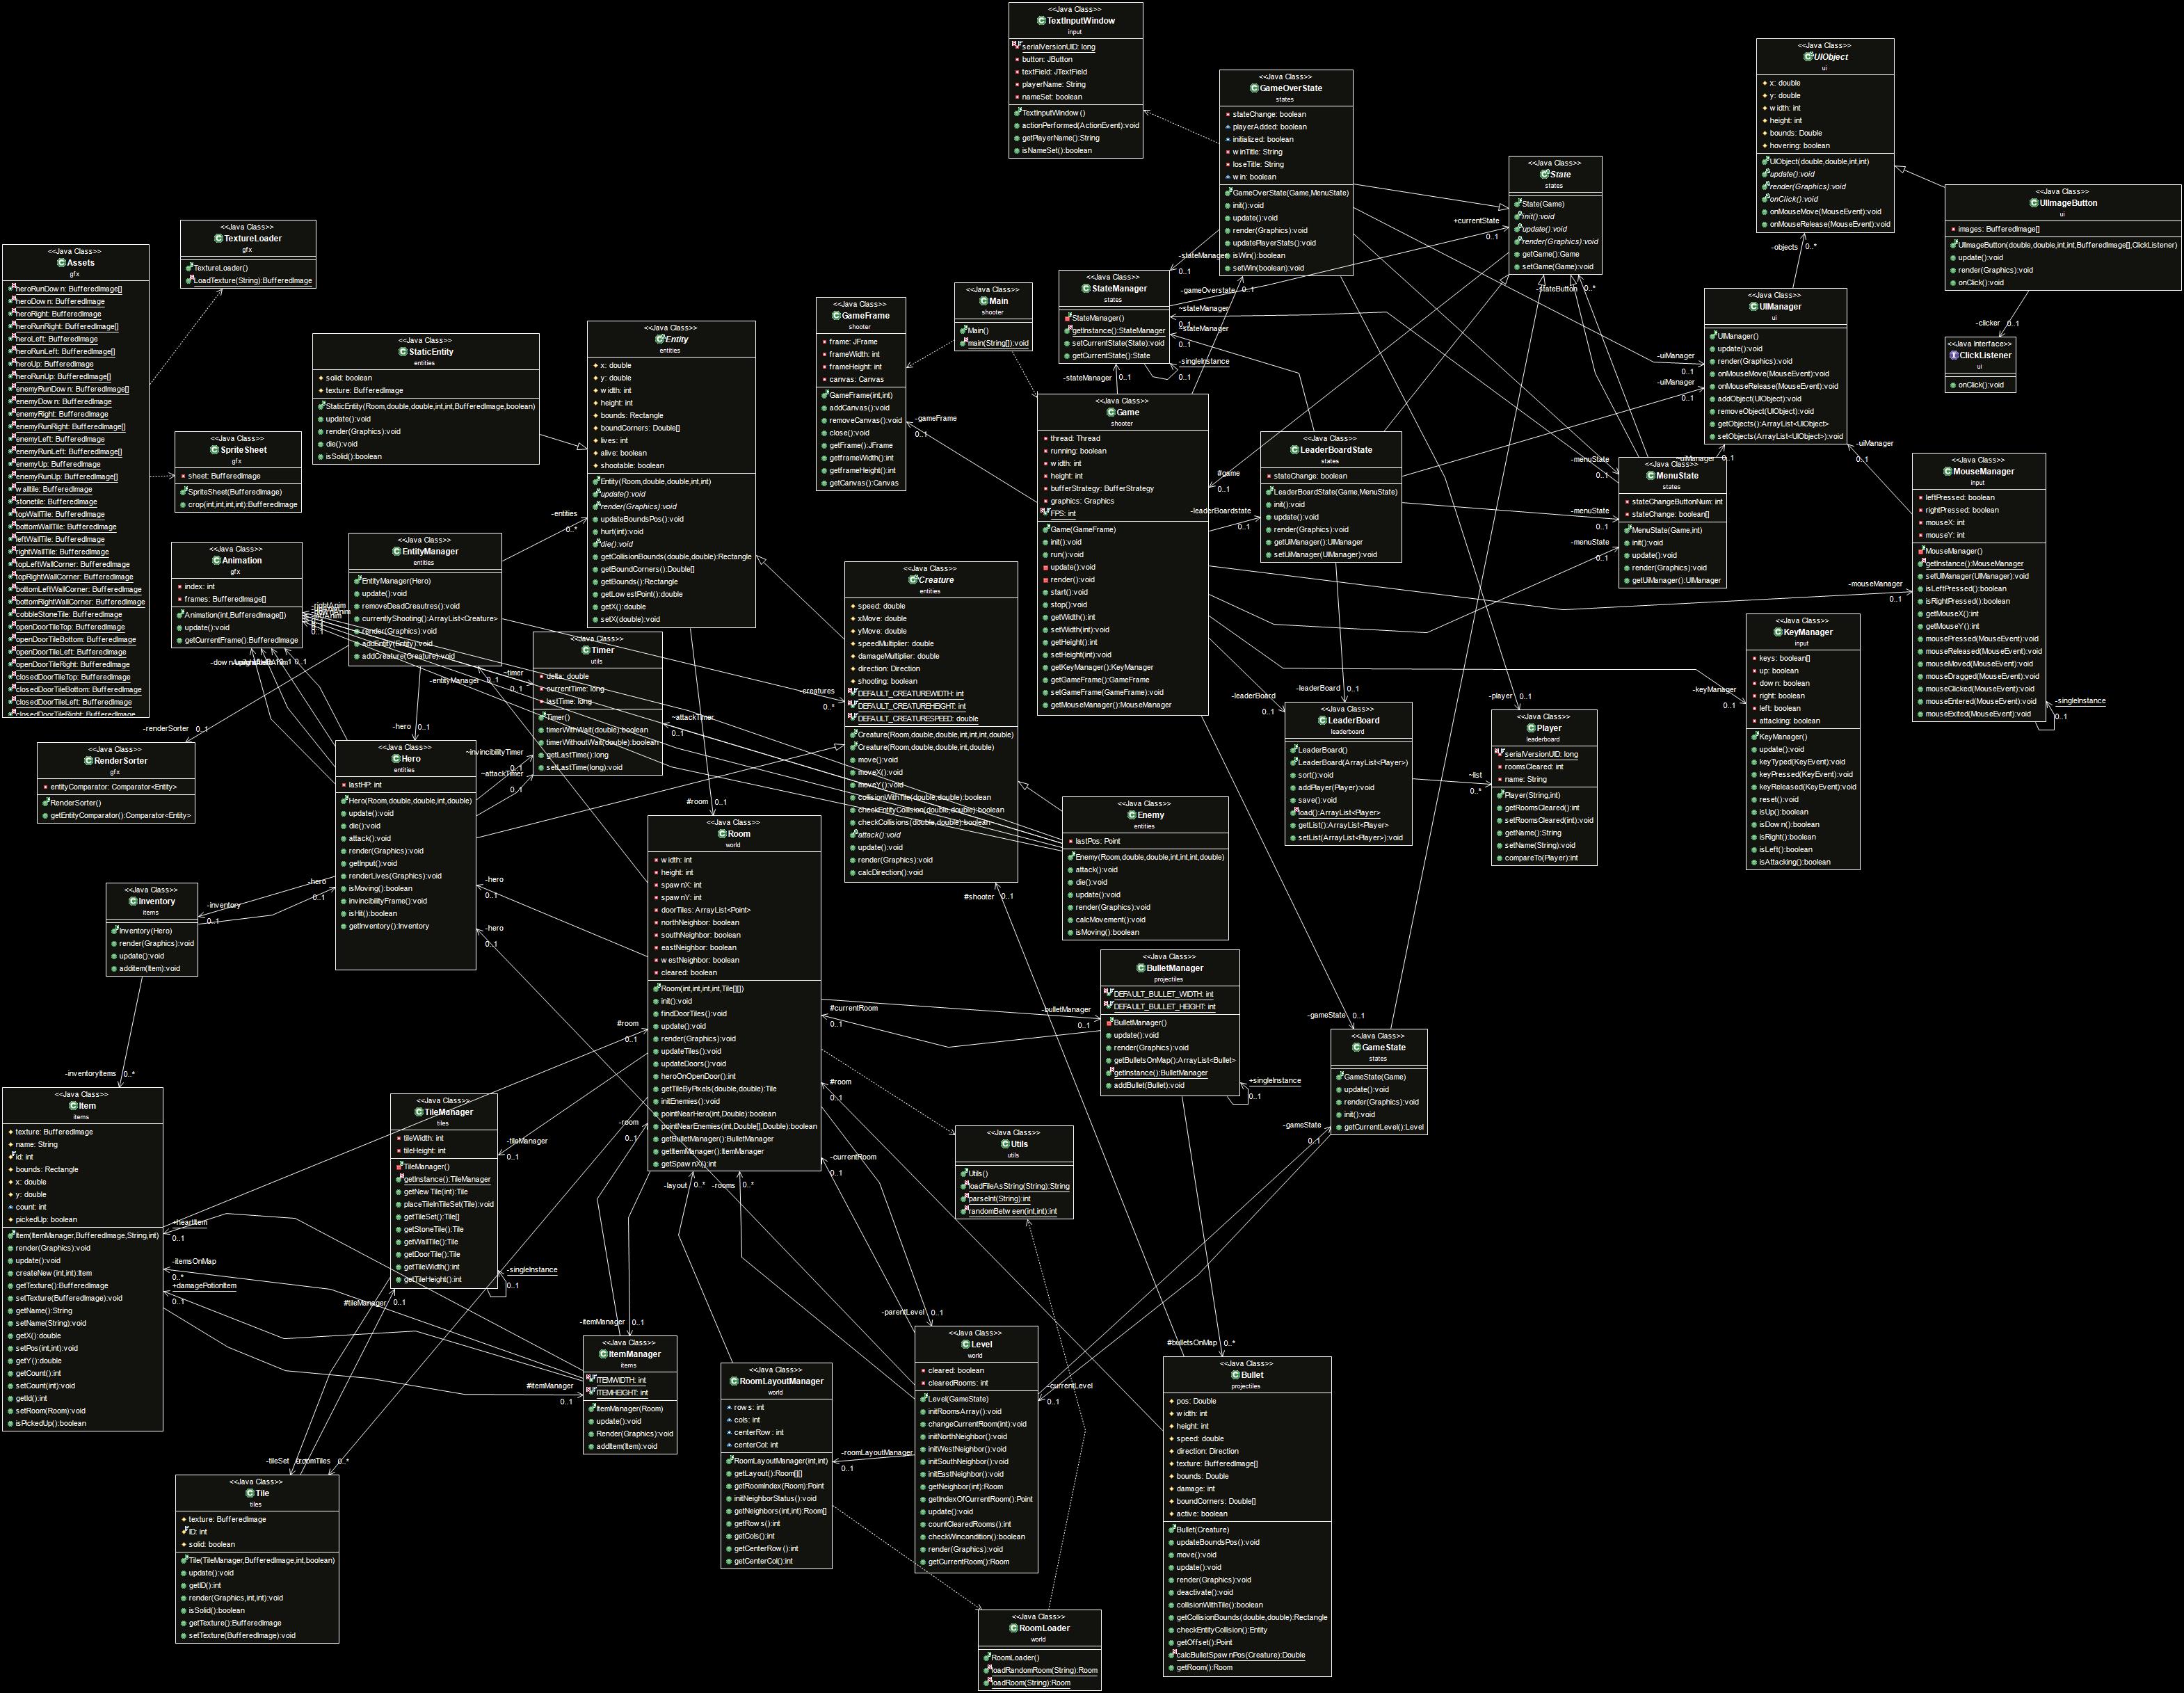 <<Java Class>>
TextInputWindow
input
serialVersionUID: long
button: JButton
textField: JTextField
playerName: String
nameSet: boolean
TextInputWindow()
actionPerformed(ActionEvent):void
getPlayerName():String
isNameSet():boolean
<<Java Class>>
GameOverState
states
stateChange: boolean
playerAdded: boolean
initialized: boolean
winTitle: String
loseTitle: String
win: boolean
GameOverState(Game,MenuState)
init():void
update():void
render(Graphics):void
updatePlayerStats():void
isWin():boolean
setWin(boolean):void
<<Java Class>>
UIObject
ui
x: double
y: double
width: int
height: int
bounds: Double
hovering: boolean
UIObject(double,double,int,int)
update():void
render(Graphics):void
onClick():void
onMouseMove(MouseEvent):void
onMouseRelease(MouseEvent):void
<<Java Class>>
State
states
State(Game)
init():void
update():void
render(Graphics):void
getGame():Game
setGame(Game):void
<<Java Class>>
UIImageButton
ui
images: BufferedImage[]
UIImageButton(double,double,int,int,BufferedImage[],ClickListener)
update():void
render(Graphics):void
onClick():void
<<Java Class>>
TextureLoader
gfx
TextureLoader()
LoadTexture(String):BufferedImage
<<Java Class>>
Assets
gfx
heroRunDown: BufferedImage[]
heroDown: BufferedImage
heroRight: BufferedImage
heroRunRight: BufferedImage[]
heroLeft: BufferedImage
heroRunLeft: BufferedImage[]
heroUp: BufferedImage
heroRunUp: BufferedImage[]
enemyRunDown: BufferedImage[]
enemyDown: BufferedImage
enemyRight: BufferedImage
enemyRunRight: BufferedImage[]
enemyLeft: BufferedImage
enemyRunLeft: BufferedImage[]
enemyUp: BufferedImage
enemyRunUp: BufferedImage[]
walltile: BufferedImage
stonetile: BufferedImage
topWallTile: BufferedImage
bottomWallTile: BufferedImage
leftWallTile: BufferedImage
rightWallTile: BufferedImage
topLeftWallCorner: BufferedImage
topRightWallCorner: BufferedImage
bottomLeftWallCorner: BufferedImage
bottomRightWallCorner: BufferedImage
cobbleStoneTile: BufferedImage
openDoorTileTop: BufferedImage
openDoorTileBottom: BufferedImage
openDoorTileLeft: BufferedImage
openDoorTileRight: BufferedImage
closedDoorTileTop: BufferedImage
closedDoorTileBottom: BufferedImage
closedDoorTileLeft: BufferedImage
closedDoorTileRight: BufferedImage
<<Java Class>>
StateManager
states
StateManager()
getInstance():StateManager
setCurrentState(State):void
getCurrentState():State
<<Java Class>>
Main
shooter
Main()
main(String[]):void
<<Java Class>>
GameFrame
shooter
frame: JFrame
frameWidth: int
frameHeight: int
canvas: Canvas
GameFrame(int,int)
addCanvas():void
removeCanvas():void
close():void
getFrame():JFrame
getframeWidth():int
getframeHeight():int
getCanvas():Canvas
<<Java Class>>
UIManager
ui
UIManager()
update():void
render(Graphics):void
onMouseMove(MouseEvent):void
onMouseRelease(MouseEvent):void
addObject(UIObject):void
removeObject(UIObject):void
getObjects():ArrayList<UIObject>
setObjects(ArrayList<UIObject>):void
<<Java Interface>>
ClickListener
ui
onClick():void
<<Java Class>>
StaticEntity
entities
solid: boolean
texture: BufferedImage
StaticEntity(Room,double,double,int,int,BufferedImage,boolean)
update():void
render(Graphics):void
die():void
isSolid():boolean
<<Java Class>>
Entity
entities
x: double
y: double
width: int
height: int
bounds: Rectangle
boundCorners: Double[]
lives: int
alive: boolean
shootable: boolean
Entity(Room,double,double,int,int)
update():void
render(Graphics):void
updateBoundsPos():void
hurt(int):void
die():void
getCollisionBounds(double,double):Rectangle
getBoundCorners():Double[]
getBounds():Rectangle
getLowestPoint():double
getX():double
setX(double):void
<<Java Class>>
Game
shooter
thread: Thread
running: boolean
width: int
height: int
bufferStrategy: BufferStrategy
graphics: Graphics
FPS: int
Game(GameFrame)
init():void
run():void
update():void
render():void
start():void
stop():void
getWidth():int
setWidth(int):void
getHeight():int
setHeight(int):void
getKeyManager():KeyManager
getGameFrame():GameFrame
setGameFrame(GameFrame):void
getMouseManager():MouseManager
<<Java Class>>
SpriteSheet
gfx
sheet: BufferedImage
SpriteSheet(BufferedImage)
crop(int,int,int,int):BufferedImage
<<Java Class>>
LeaderBoardState
states
stateChange: boolean
LeaderBoardState(Game,MenuState)
init():void
update():void
render(Graphics):void
getUiManager():UIManager
setUiManager(UIManager):void
<<Java Class>>
MenuState
states
stateChangeButtonNum: int
stateChange: boolean[]
MenuState(Game,int)
init():void
update():void
render(Graphics):void
getUiManager():UIManager
<<Java Class>>
MouseManager
input
leftPressed: boolean
rightPressed: boolean
mouseX: int
mouseY: int
MouseManager()
getInstance():MouseManager
setUIManager(UIManager):void
isLeftPressed():boolean
isRightPressed():boolean
getMouseX():int
getMouseY():int
mousePressed(MouseEvent):void
mouseReleased(MouseEvent):void
mouseMoved(MouseEvent):void
mouseDragged(MouseEvent):void
mouseClicked(MouseEvent):void
mouseEntered(MouseEvent):void
mouseExited(MouseEvent):void
<<Java Class>>
Animation
gfx
index: int
frames: BufferedImage[]
Animation(int,BufferedImage[])
update():void
getCurrentFrame():BufferedImage
<<Java Class>>
EntityManager
entities
EntityManager(Hero)
update():void
removeDeadCreautres():void
currentlyShooting():ArrayList<Creature>
render(Graphics):void
addEntity(Entity):void
addCreature(Creature):void
<<Java Class>>
Creature
entities
speed: double
xMove: double
yMove: double
speedMultiplier: double
damageMultiplier: double
direction: Direction
shooting: boolean
DEFAULT_CREATUREWIDTH: int
DEFAULT_CREATUREHEIGHT: int
DEFAULT_CREATURESPEED: double
Creature(Room,double,double,int,int,int,double)
Creature(Room,double,double,int,double)
move():void
moveX():void
moveY():void
collisionWithTile(double,double):boolean
checkEntityCollision(double,double):boolean
checkCollisions(double,double):boolean
attack():void
update():void
render(Graphics):void
calcDirection():void
<<Java Class>>
Timer
utils
delta: double
currentTime: long
lastTime: long
Timer()
timerWithWait(double):boolean
timerWithoutWait(double):boolean
getLastTime():long
setLastTime(long):void
<<Java Class>>
KeyManager
input
keys: boolean[]
up: boolean
down: boolean
right: boolean
left: boolean
attacking: boolean
KeyManager()
update():void
keyTyped(KeyEvent):void
keyPressed(KeyEvent):void
keyReleased(KeyEvent):void
reset():void
isUp():boolean
isDown():boolean
isRight():boolean
isLeft():boolean
isAttacking():boolean
<<Java Class>>
LeaderBoard
leaderboard
LeaderBoard()
LeaderBoard(ArrayList<Player>)
sort():void
addPlayer(Player):void
save():void
load():ArrayList<Player>
getList():ArrayList<Player>
setList(ArrayList<Player>):void
<<Java Class>>
Player
leaderboard
serialVersionUID: long
roomsCleared: int
name: String
Player(String,int)
getRoomsCleared():int
setRoomsCleared(int):void
getName():String
setName(String):void
compareTo(Player):int
<<Java Class>>
RenderSorter
gfx
entityComparator: Comparator<Entity>
RenderSorter()
getEntityComparator():Comparator<Entity>
<<Java Class>>
Hero
entities
lastHP: int
Hero(Room,double,double,int,double)
update():void
die():void
attack():void
render(Graphics):void
getInput():void
renderLives(Graphics):void
isMoving():boolean
invincibilityFrame():void
isHit():boolean
getInventory():Inventory
<<Java Class>>
Enemy
entities
lastPos: Point
Enemy(Room,double,double,int,int,int,double)
attack():void
die():void
update():void
render(Graphics):void
calcMovement():void
isMoving():boolean
<<Java Class>>
Room
world
width: int
height: int
spawnX: int
spawnY: int
doorTiles: ArrayList<Point>
northNeighbor: boolean
southNeighbor: boolean
eastNeighbor: boolean
westNeighbor: boolean
cleared: boolean
Room(int,int,int,int,Tile[][])
init():void
findDoorTiles():void
update():void
render(Graphics):void
updateTiles():void
updateDoors():void
heroOnOpenDoor():int
getTileByPixels(double,double):Tile
initEnemies():void
pointNearHero(int,Double):boolean
pointNearEnemies(int,Double[],Double):boolean
getBulletManager():BulletManager
getItemManager():ItemManager
getSpawnX():int
<<Java Class>>
Inventory
items
Inventory(Hero)
render(Graphics):void
update():void
addItem(Item):void
<<Java Class>>
BulletManager
projectiles
DEFAULT_BULLET_WIDTH: int
DEFAULT_BULLET_HEIGHT: int
BulletManager()
update():void
render(Graphics):void
getBulletsOnMap():ArrayList<Bullet>
getInstance():BulletManager
addBullet(Bullet):void
<<Java Class>>
GameState
states
GameState(Game)
update():void
render(Graphics):void
init():void
getCurrentLevel():Level
<<Java Class>>
Item
items
texture: BufferedImage
name: String
id: int
bounds: Rectangle
x: double
y: double
count: int
pickedUp: boolean
Item(ItemManager,BufferedImage,String,int)
render(Graphics):void
update():void
createNew(int,int):Item
getTexture():BufferedImage
setTexture(BufferedImage):void
getName():String
setName(String):void
getX():double
setPos(int,int):void
getY():double
getCount():int
setCount(int):void
getId():int
setRoom(Room):void
isPickedUp():boolean
<<Java Class>>
TileManager
tiles
tileWidth: int
tileHeight: int
TileManager()
getInstance():TileManager
getNewTile(int):Tile
placeTileInTileSet(Tile):void
getTileSet():Tile[]
getStoneTile():Tile
getWallTile():Tile
getDoorTile():Tile
getTileWidth():int
getTileHeight():int
<<Java Class>>
Utils
utils
Utils()
loadFileAsString(String):String
parseInt(String):int
randomBetween(int,int):int
<<Java Class>>
ItemManager
items
ITEMWIDTH: int
ITEMHEIGHT: int
ItemManager(Room)
update():void
Render(Graphics):void
addItem(Item):void
<<Java Class>>
RoomLayoutManager
world
rows: int
cols: int
centerRow: int
centerCol: int
RoomLayoutManager(int,int)
getLayout():Room[][]
getRoomIndex(Room):Point
initNeighborStatus():void
getNeighbors(int,int):Room[]
getRows():int
getCols():int
getCenterRow():int
getCenterCol():int
<<Java Class>>
Level
world
cleared: boolean
clearedRooms: int
Level(GameState)
initRoomsArray():void
changeCurrentRoom(int):void
initNorthNeighbor():void
initWestNeighbor():void
initSouthNeighbor():void
initEastNeighbor():void
getNeighbor(int):Room
getIndexOfCurrentRoom():Point
update():void
countClearedRooms():int
checkWincondition():boolean
render(Graphics):void
getCurrentRoom():Room
<<Java Class>>
Bullet
projectiles
pos: Double
width: int
height: int
speed: double
direction: Direction
texture: BufferedImage[]
bounds: Double
damage: int
boundCorners: Double[]
active: boolean
Bullet(Creature)
updateBoundsPos():void
move():void
update():void
render(Graphics):void
deactivate():void
collisionWithTile():boolean
getCollisionBounds(double,double):Rectangle
checkEntityCollision():Entity
getOffset():Point
calcBulletSpawnPos(Creature):Double
getRoom():Room
<<Java Class>>
Tile
tiles
texture: BufferedImage
ID: int
solid: boolean
Tile(TileManager,BufferedImage,int,boolean)
update():void
getID():int
render(Graphics,int,int):void
isSolid():boolean
getTexture():BufferedImage
setTexture(BufferedImage):void
<<Java Class>>
RoomLoader
world
RoomLoader()
loadRandomRoom(String):Room
loadRoom(String):Room
+currentState
0..1
-stateManager
0..1
-gameOverstate
0..1
~stateManager
0..1
-stateManager
0..1
-singleInstance
0..1
-stateManager
0..1
-stateButton
0..*
-objects
0..*
-clicker
0..1
-uiManager
0..1
-uiManager
0..1
-uiManager
0..1
~uiManager
0..1
-menuState
0..1
-menuState
0..1
-menuState
0..1
-gameFrame
0..1
#game
0..1
-leaderBoardstate
0..1
-mouseManager
0..1
-singleInstance
0..1
-keyManager
0..1
-leaderBoard
0..1
-leaderBoard
0..1
-player
0..1
~list
0..*
-entities
0..*
-creatures
0..*
-rightAnim
~timer
0..1
-entityManager
0..1
-renderSorter
0..1
-hero
0..1
~attackTimer
0..1
~invincibilityTimer
0..1
~attackTimer
0..1
#room
0..1
-hero
0..1
-inventory
0..1
-hero
0..1
-hero
0..1
#shooter
0..1
-inventoryItems
0..*
#room
0..1
#currentRoom
0..1
-bulletManager
0..1
+singleInstance
0..1
-gameState
0..1
-gameState
0..1
#room
0..1
-room
0..1
-tileManager
0..1
-currentRoom
0..1
-layout
0..*
-rooms
0..*
+heartItem
0..1
-itemsOnMap
0..*
+damagePotionItem
0..1
-singleInstance
0..1
#tileManager
0..1
-itemManager
0..1
-parentLevel
0..1
#bulletsOnMap
0..*
#itemManager
0..1
-currentLevel
0..1
-roomLayoutManager
0..1
-tileSet
-roomTiles
0..*